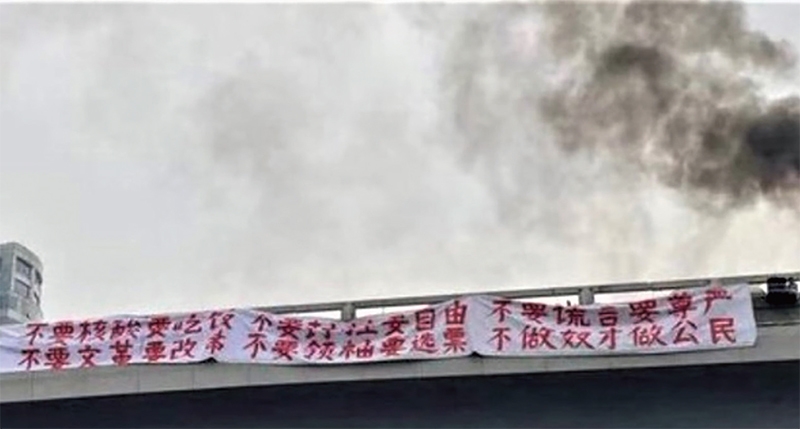 不要核酸要吃饭 不要封江要自由 不要谎言要尊严
不要文革要改革 不要领袖要选票 不做奴才做公民